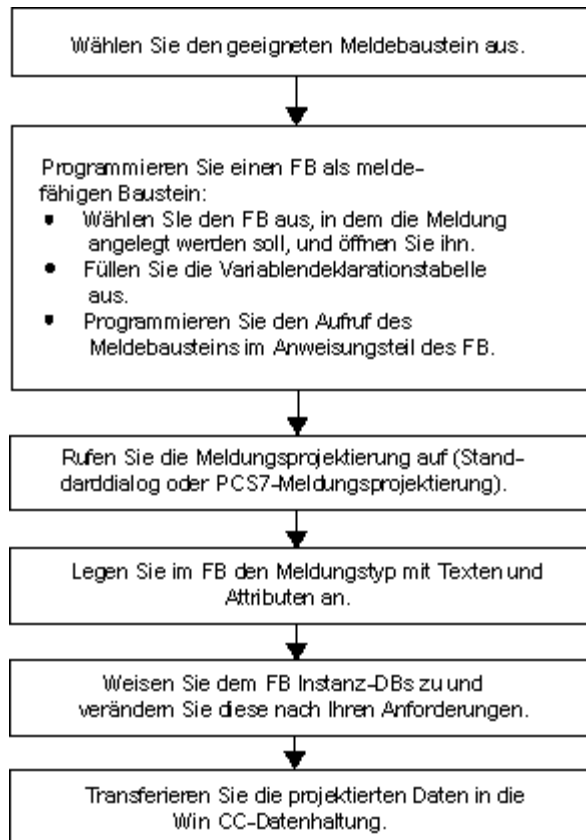 Wählen Sie den geeigneten Meldebaustein aus.
Programmieren Sie einen FB als melde-
fähigen Baustein:
● Wählen SIe den FB aus, in dem die Meldung
angelegt werden soll, und öffnen Sie ihn.
● Füllen Sie die Variablendeklarationstabelle
aus.
● Programmieren Sie den Aufruf des
Meldebausteins im Anweisungsteil des FB.
Rufen Sie die Meldungsprojektierung auf (Stan-
darddialog oder PCS7-Meldungsprojektierung).
Legen Sie im FB den Meldungstyp mit Texten und
Attributen an.
Weisen Sie dem FB Instanz-DBs zu und
verändern Sie diese nach Ihren Anforderungen.
Transferieren Sie die projektierten Daten in die
Win CC-Datenhaltung.